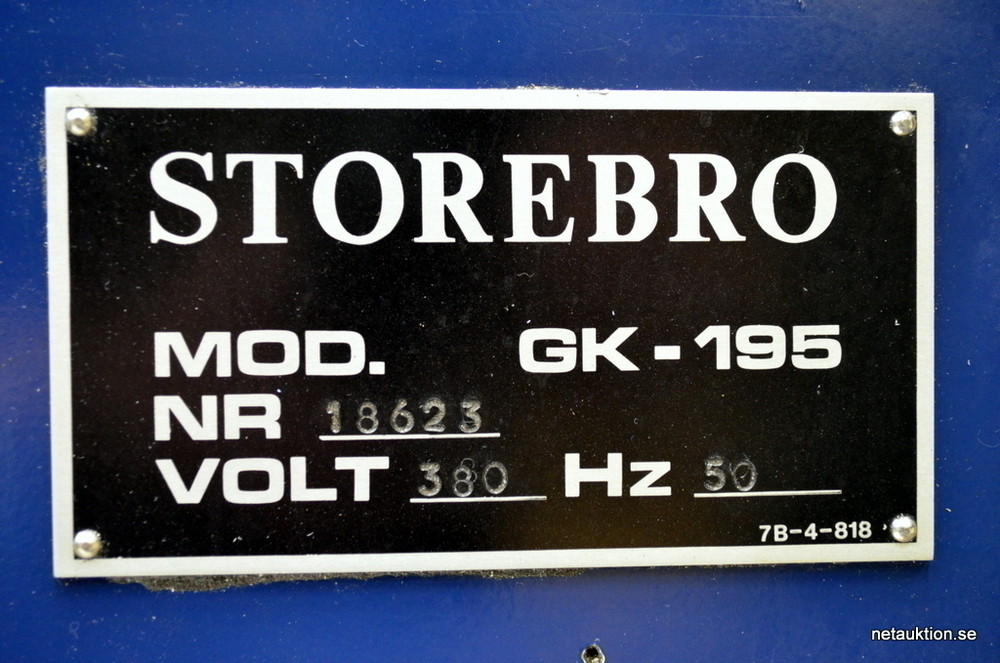 STOREBRO
MOD. GK-195
NR 18623
VOLT 380 Hz 50
7B-4-818
netauktion.se